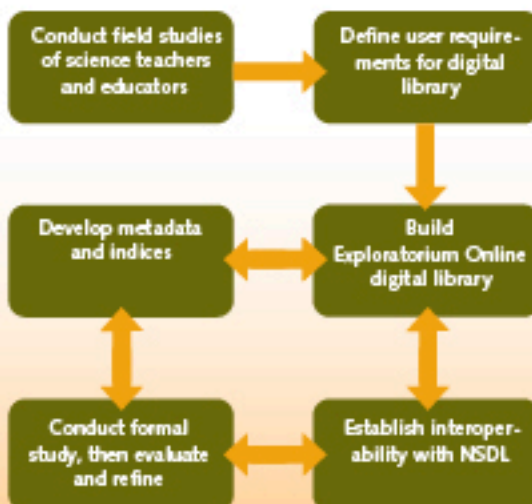 Conduct field studies
of science teachers
and educators
Define user require-
ments for digital
library
Develop metadata
and indices
Build
Exploratorium Online
digital library
Conduct formal
study, then evaluate
and refine
Establish interoper-
ability with NSDL